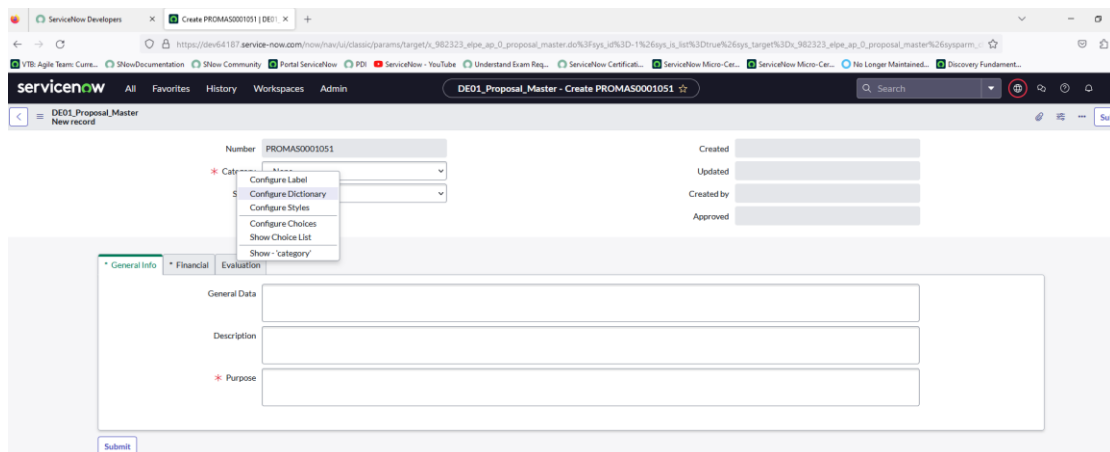 ServiceNow Developers × Create PROMAS0001051 | DE01_ × +
https://dev64187.service-now.com/now/nav/ui/classic/params/target/x_982323_elpe_ap_0_proposal_master.do%3Fsys_id%3D-1%26sys_is_list%3Dtrue%26sys_target%3Dx_982323_elpe_ap_0_proposal_master%26sysparm_
VTB: Agile Team: Curre... SNowDocumentation SNow Community Portal ServiceNow PDI ServiceNow - YouTube Understand Exam Req... ServiceNow Certificati... ServiceNow Micro-Cer... ServiceNow Micro-Cer... No Longer Maintained... Discovery Fundament...
servicenow All Favorites History Workspaces Admin DE01_Proposal_Master - Create PROMAS0001051 Search
DE01_Proposal_Master
New record
Su
Number PROMAS0001051 Created
* Category Updated
Created by
Approved
Configure Label
Configure Dictionary
Configure Styles
Configure Choices
Show Choice List
Show - 'category'
* General Info * Financial Evaluation
General Data
Description
* Purpose
Submit